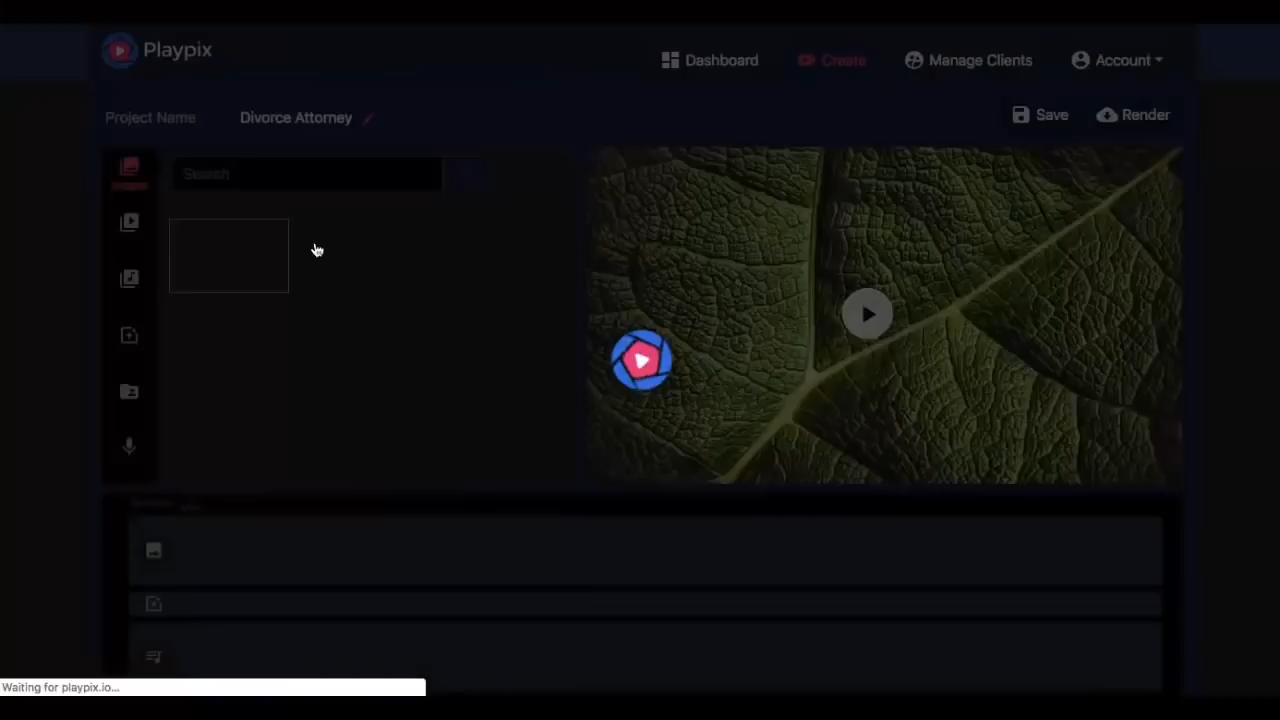 Playpix
Dashboard
Create
Manage Clients
Account
Project Name
Divorce Attorney
Save
Render
Search
Waiting for playpix.io...